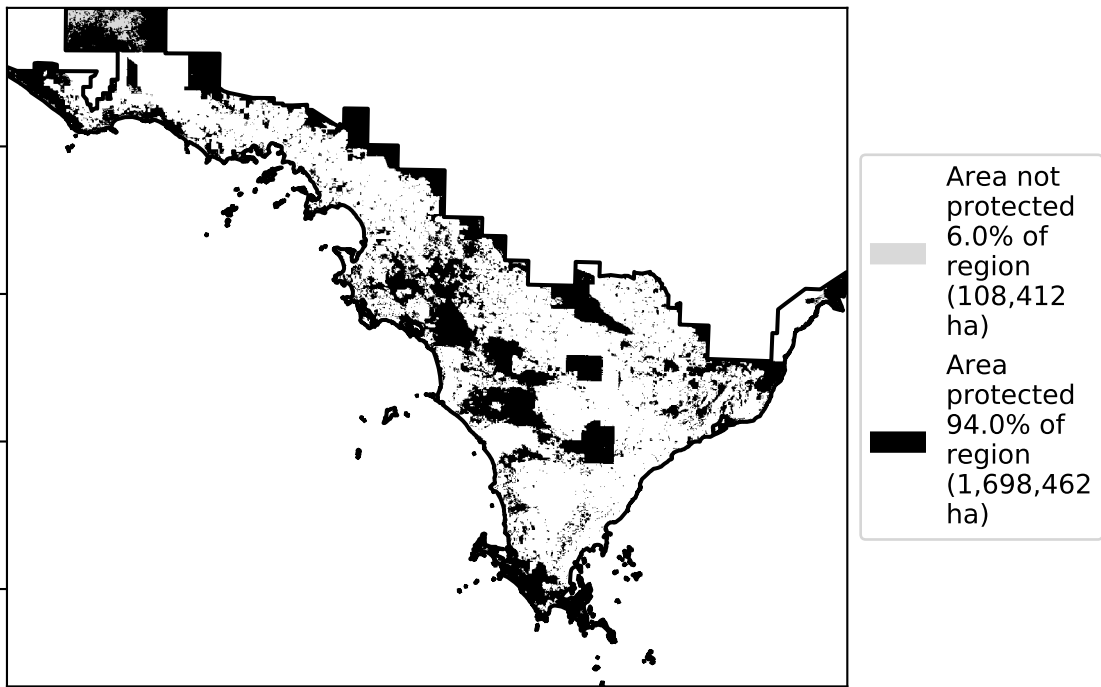 Area not
protected
6.0% of
region
(108,412
ha)
Area
protected
94.0% of
region
(1,698,462
ha)